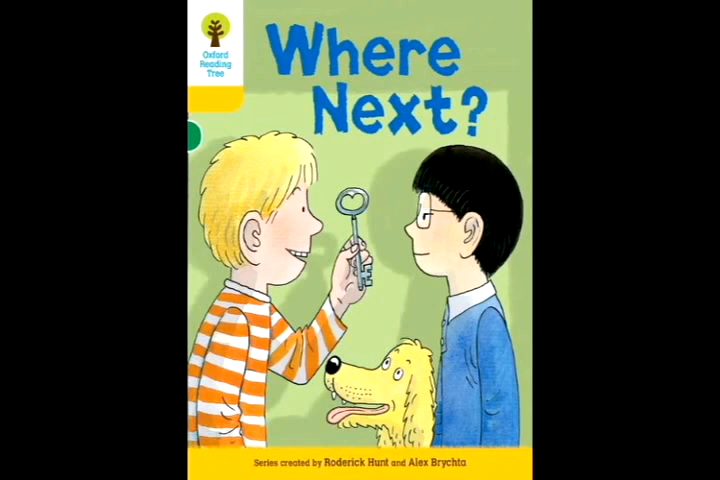 Oxford
Reading
Tree
Where
Next?
Series created by Roderick Hunt and Alex Brychta